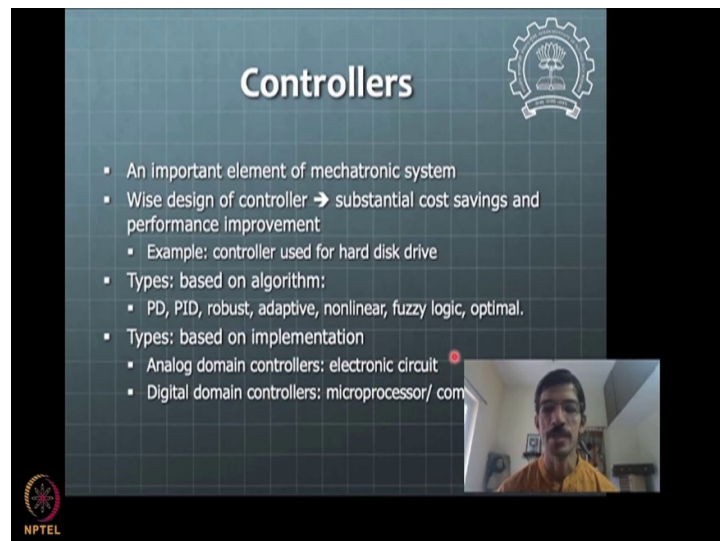 Controllers
▪ An important element of mechatronic system
▪ Wise design of controller ➔ substantial cost savings and
performance improvement
▪ Example: controller used for hard disk drive
▪ Types: based on algorithm:
▪ PD, PID, robust, adaptive, nonlinear, fuzzy logic, optimal.
▪ Types: based on implementation
▪ Analog domain controllers: electronic circuit
▪ Digital domain controllers: microprocessor/ com
NPTEL